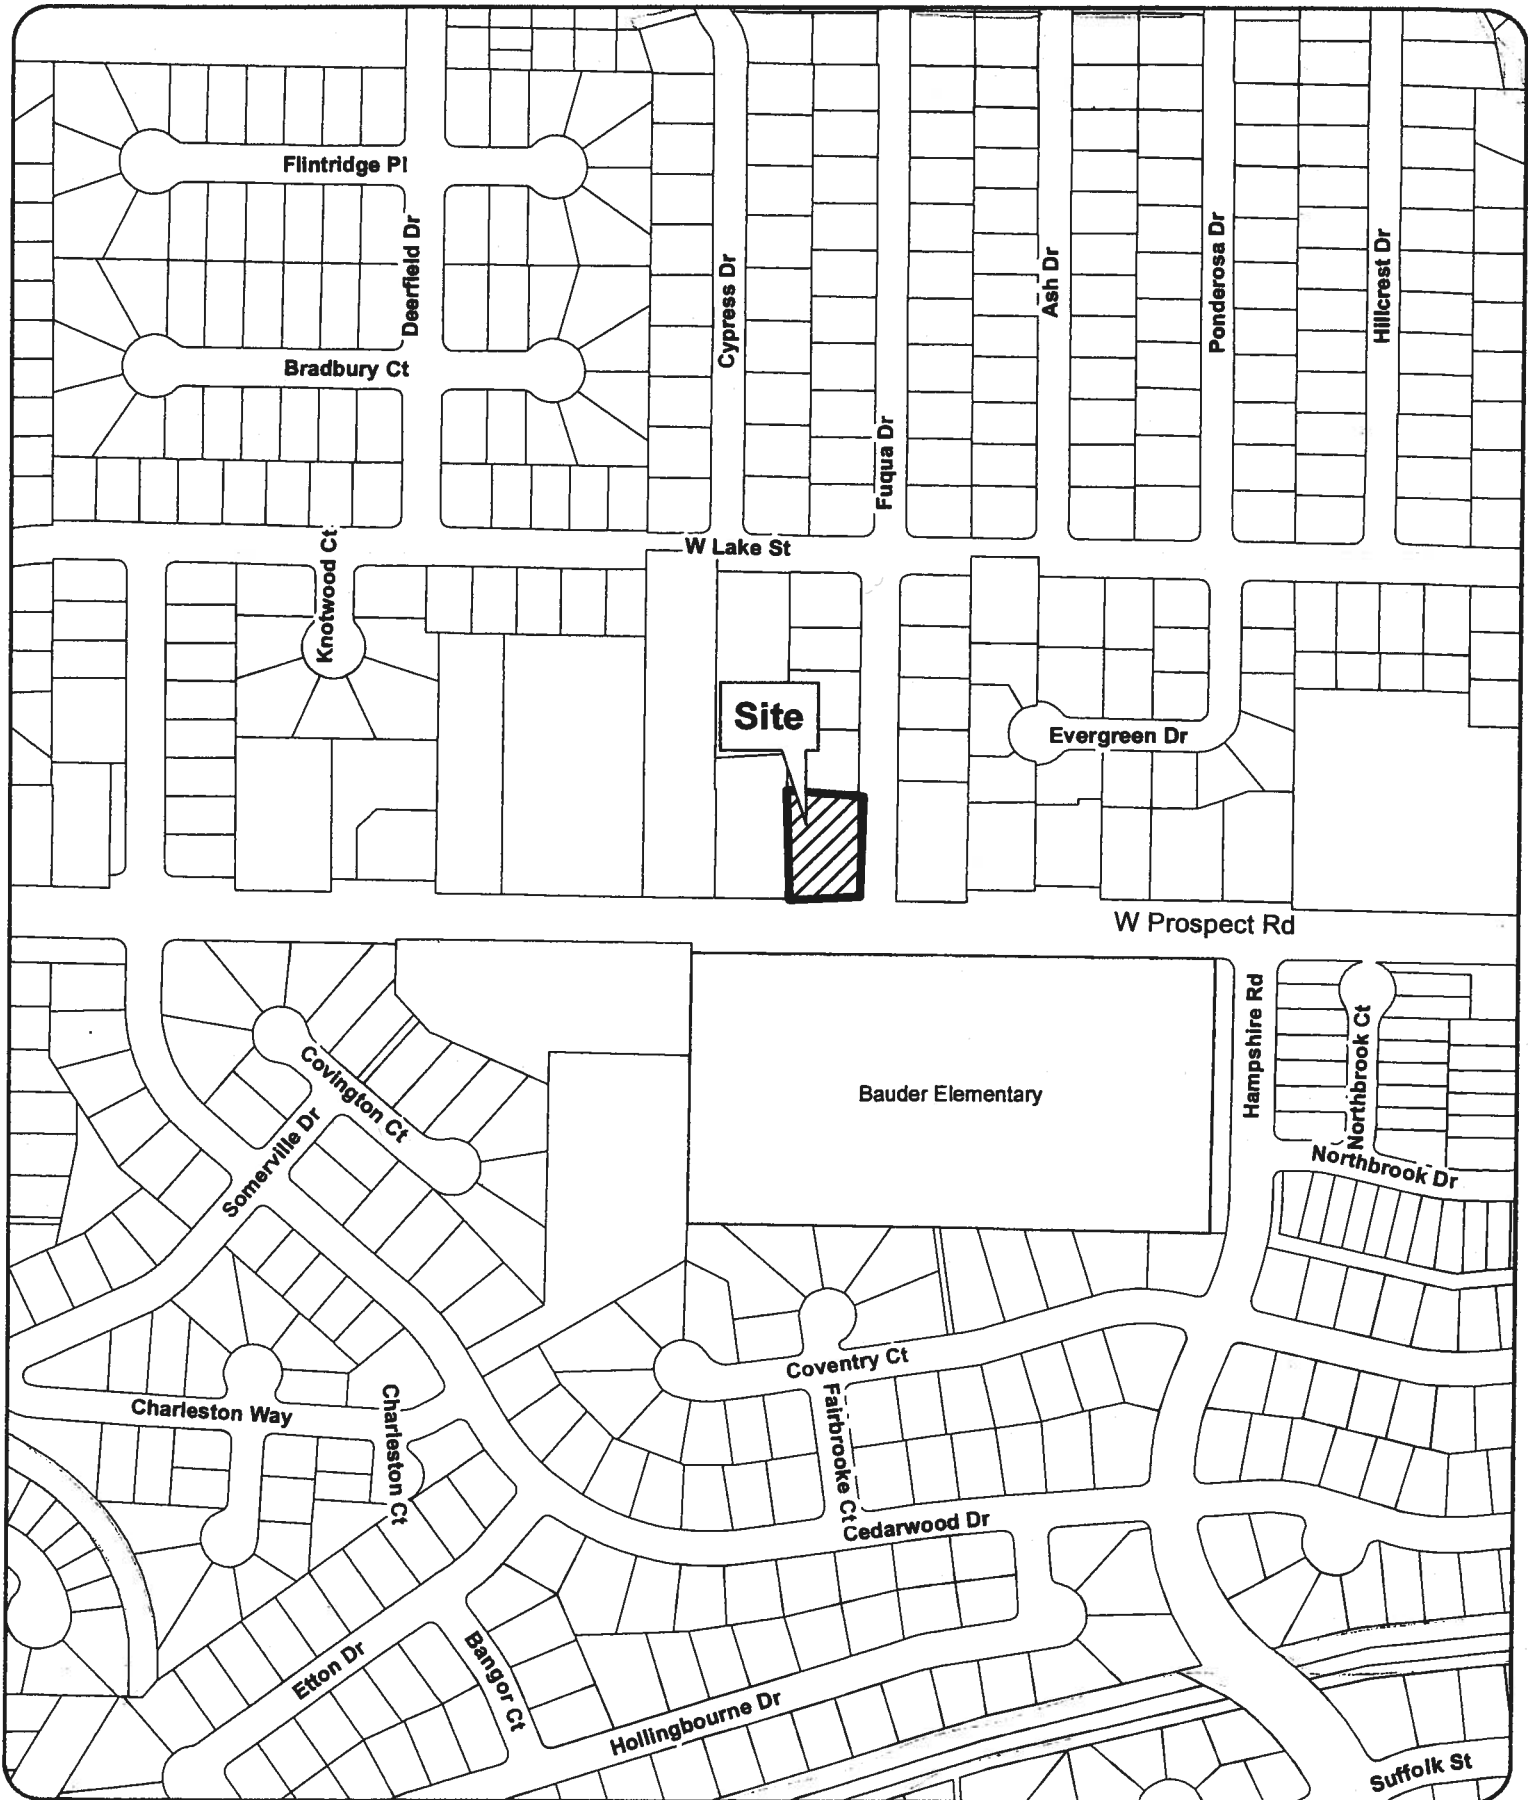 Flintridge Pl
Deerfield Dr
Cypress Dr
Ash Dr
Ponderosa Dr
Hillcrest Dr
Bradbury Ct
Fuqua Dr
Knotwood Ct
W Lake St
Site
Evergreen Dr
W Prospect Rd
Hampshire Rd
Northbrook Ct
Covington Ct
Bauder Elementary
Somerville Dr
Northbrook Dr
Coventry Ct
Charleston Way
Charleston Ct
Fairbrooke Ct
Cedarwood Dr
Etton Dr
Bangor Ct
Hollingbourne Dr
Suffolk St